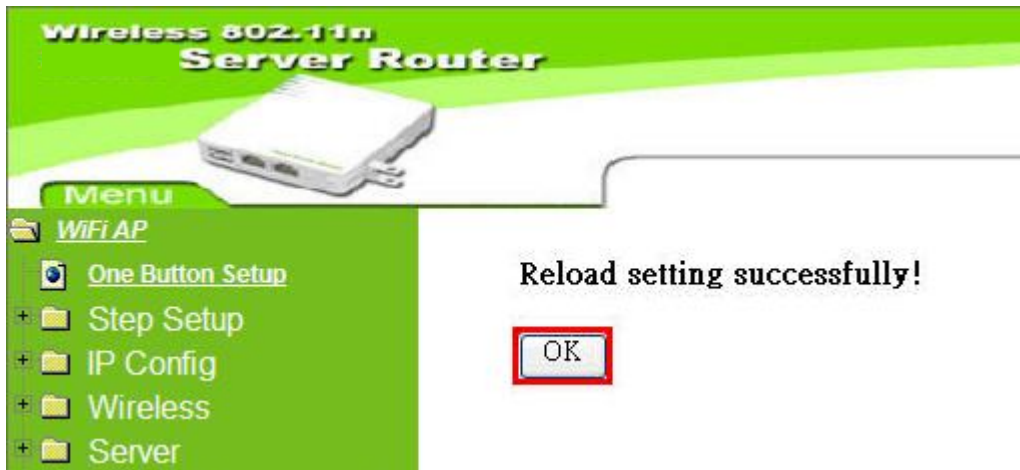 Wireless 802.11n
Server Router
Menu
WiFi AP
One Button Setup
Step Setup
IP Config
Wireless
Server
Reload setting successfully!
OK